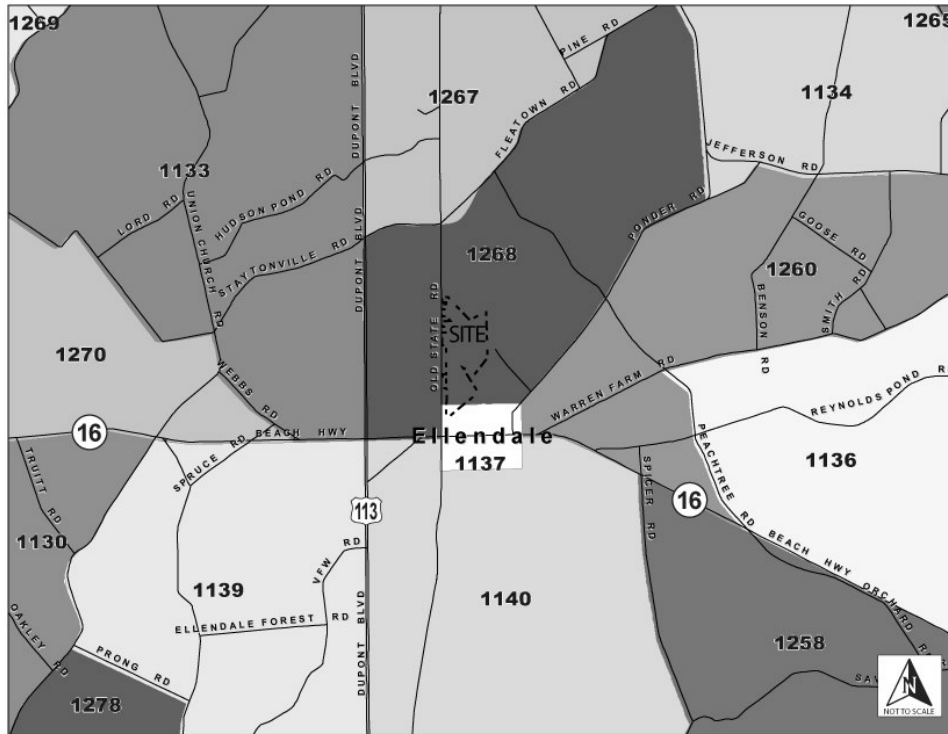 1269
1265
PINE RD
DUPONT BLVD
1267
FLEATOWN RD
1134
JEFFERSON RD
1133
LORD RD
UNION CHURCH RD
HUDSON POND RD
STAYTONVILLE RD
DUPONT BLVD
PONDER RD
GOOSE RD
1268
1260
SMITH RD
BENSON RD
OLD STATE RD
SITE
1270
WEBBS RD
WARREN FARM RD
REYNOLDS POND R
16
SPRUCE RD
BEACH HWY
Ellendale
1137
1136
TRUITT RD
113
SPICER RD
16
PEACHTREE RD
BEACH HWY
1130
VFW RD
1139
1140
ORCHARD RD
ELLENDALE FOREST RD
DUPONT BLVD
1258
OAKLEY RD
PRONG RD
SAV
1278
N
NOT TO SCALE